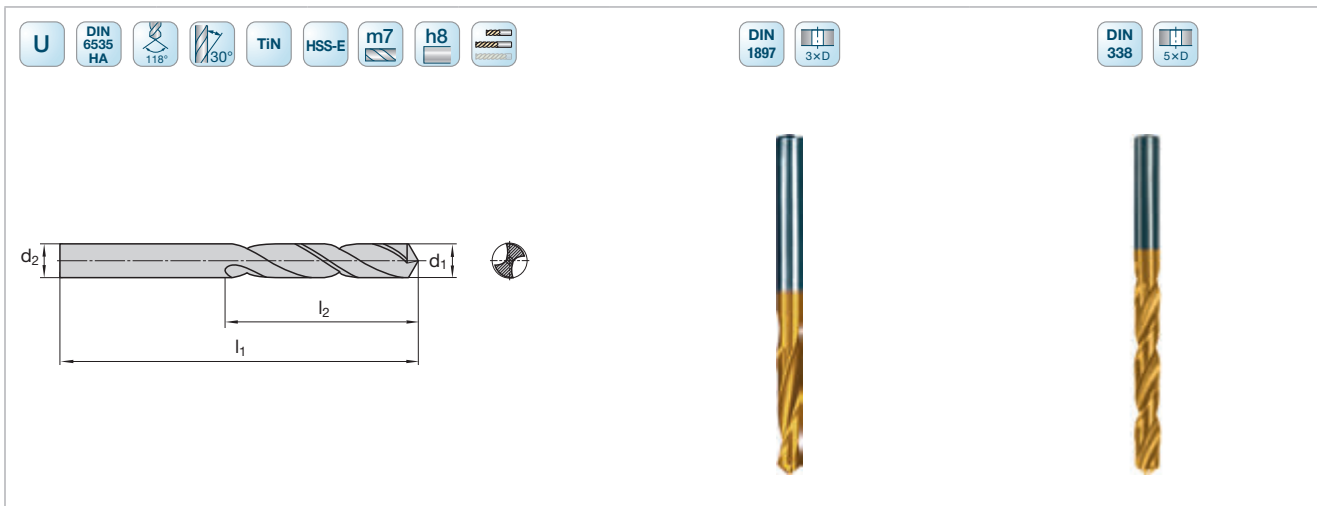 U
DIN
6535
HA
118°
30°
TiN
HSS-E
m7
h8
DIN
1897
3×D
DIN
338
5×D
d₂
d₁
l₂
l₁